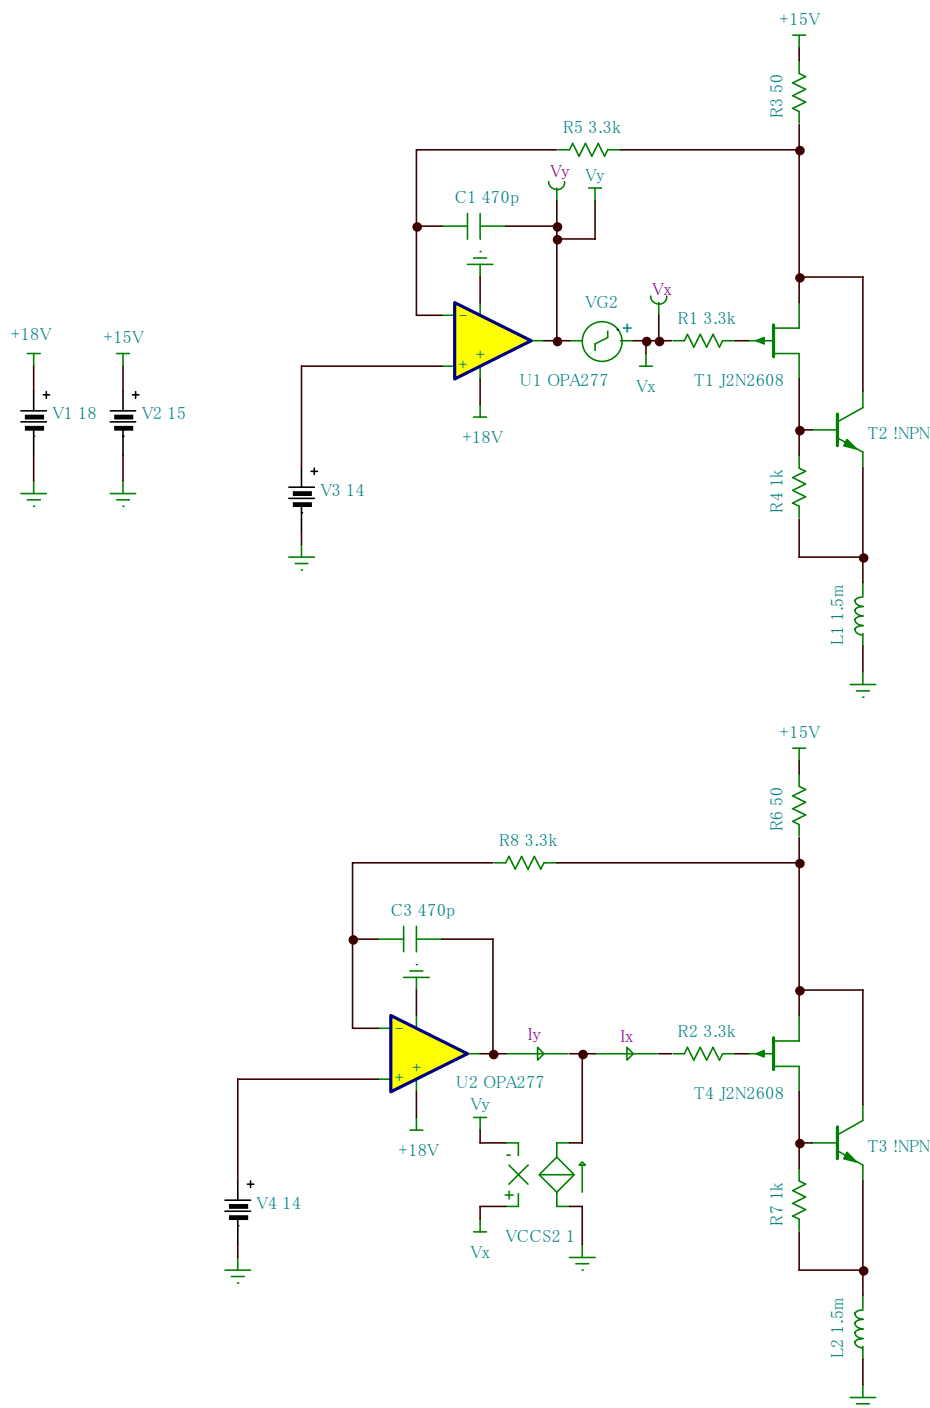 +15V
R3 50
R5 3.3k
Vy
Vy
C1 470p
VG2
Vx
R1 3.3k
+18V
+15V
U1 OPA277
Vx
T1 J2N2608
V1 18
V2 15
+18V
T2 !NPN
V3 14
R4 1k
L1 1.5m
+15V
R6 50
R8 3.3k
C3 470p
Iy
Ix
R2 3.3k
U2 OPA277
T4 J2N2608
Vy
+18V
T3 !NPN
V4 14
R7 1k
VCCS2 1
Vx
L2 1.5m